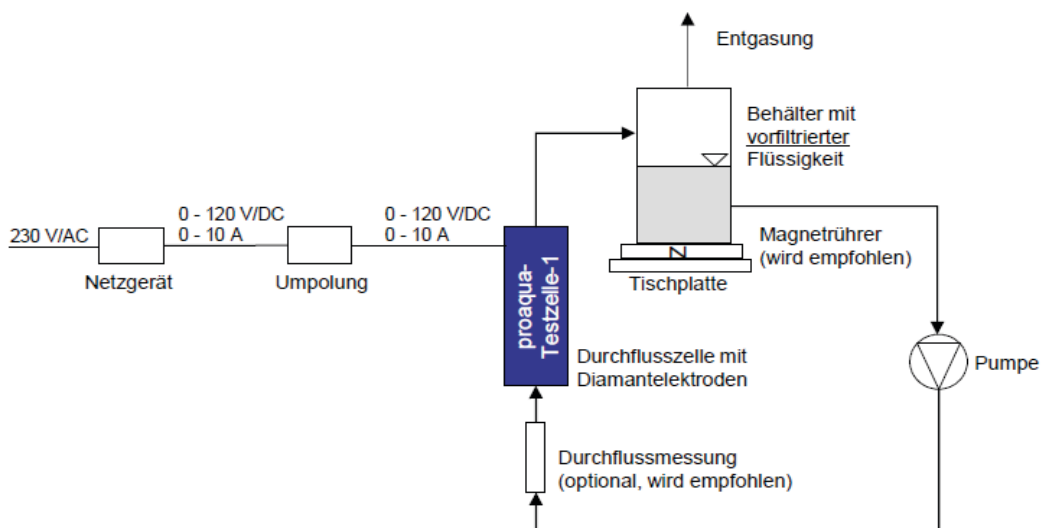 Entgasung
Behälter mit
vorfiltrierter
Flüssigkeit
0 - 120 V/DC
0 - 10 A
0 - 120 V/DC
0 - 10 A
230 V/AC
Netzgerät
Umpolung
proaqua-
Testzelle-1
N
Magnetrührer
(wird empfohlen)
Tischplatte
Durchflusszelle mit
Diamantelektroden
Pumpe
Durchflussmessung
(optional, wird empfohlen)